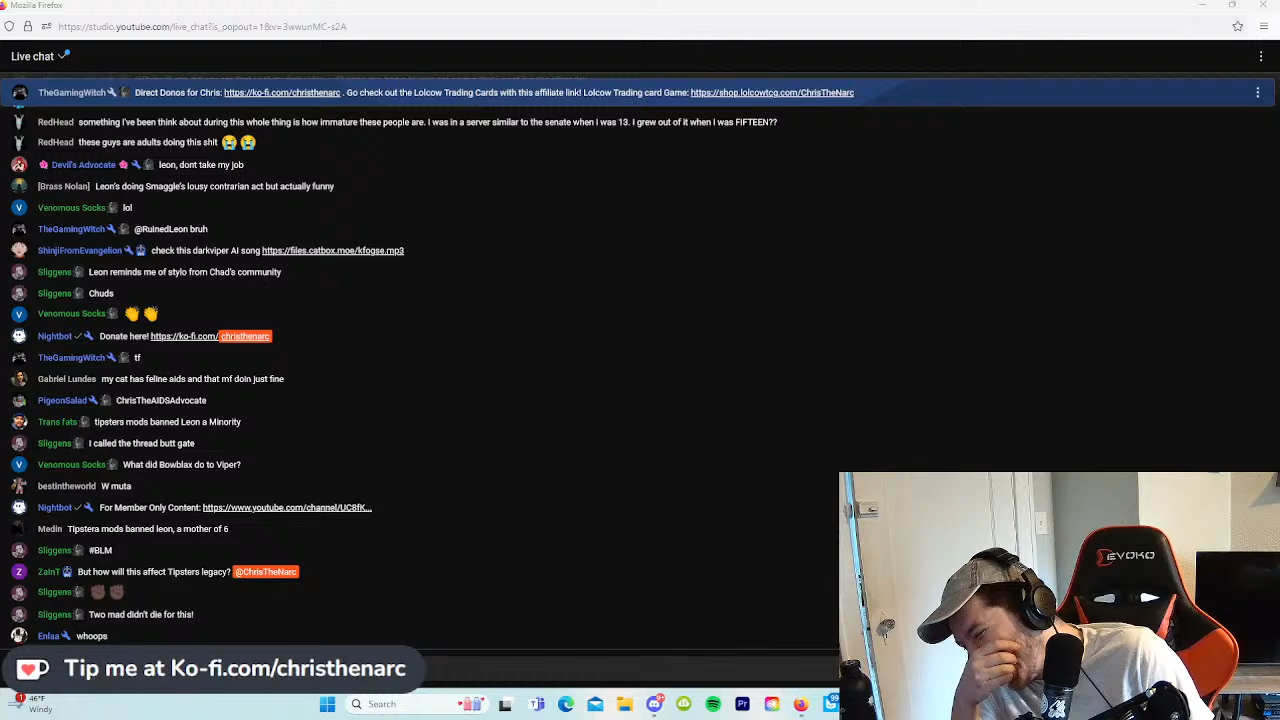 Mozilla Firefox
https://studio.youtube.com/live_chat?is_popout=1&v=3wwunMC-s2A
Live chat
TheGamingWitch Direct Donos for Chris: https://ko-fi.com/christhenarc . Go check out the Lolcow Trading Cards with this affiliate link! Lolcow Trading card Game: https://shop.lolcowtcg.com/ChrisTheNarc
RedHead something I've been think about during this whole thing is how immature these people are. I was in a server similar to the senate when I was 13. I grew out of it when I was FIFTEEN??
RedHead these guys are adults doing this shit 😭😭
🌺 Devil's Advocate 🌺 leon, dont take my job
[Brass Nolan] Leon's doing Smaggle's lousy contrarian act but actually funny
V Venomous Socks lol
TheGamingWitch @RuinedLeon bruh
ShinjiFromEvangelion check this darkviper AI song https://files.catbox.moe/kfogse.mp3
Sliggens Leon reminds me of stylo from Chad's community
Sliggens Chuds
V Venomous Socks 👏👏
Nightbot Donate here! https://ko-fi.com/christhenarc
TheGamingWitch tf
Gabriel Lundes my cat has feline aids and that mf doin just fine
PigeonSalad ChrisTheAIDSAdvocate
Trans fats tipsters mods banned Leon a Minority
Sliggens I called the thread butt gate
V Venomous Socks What did Bowblax do to Viper?
bestintheworld W muta
Nightbot For Member Only Content: https://www.youtube.com/channel/UC8fK...
Medin Tipstera mods banned leon, a mother of 6
Sliggens #BLM
Z ZainT But how will this affect Tipsters legacy? @ChrisTheNarc
Sliggens ✊🏿✊🏿
Sliggens Two mad didn't die for this!
Enlaa whoops
Tip me at Ko-fi.com/christhenarc
EVOKO
1
46°F
Windy
Search
Pr
99